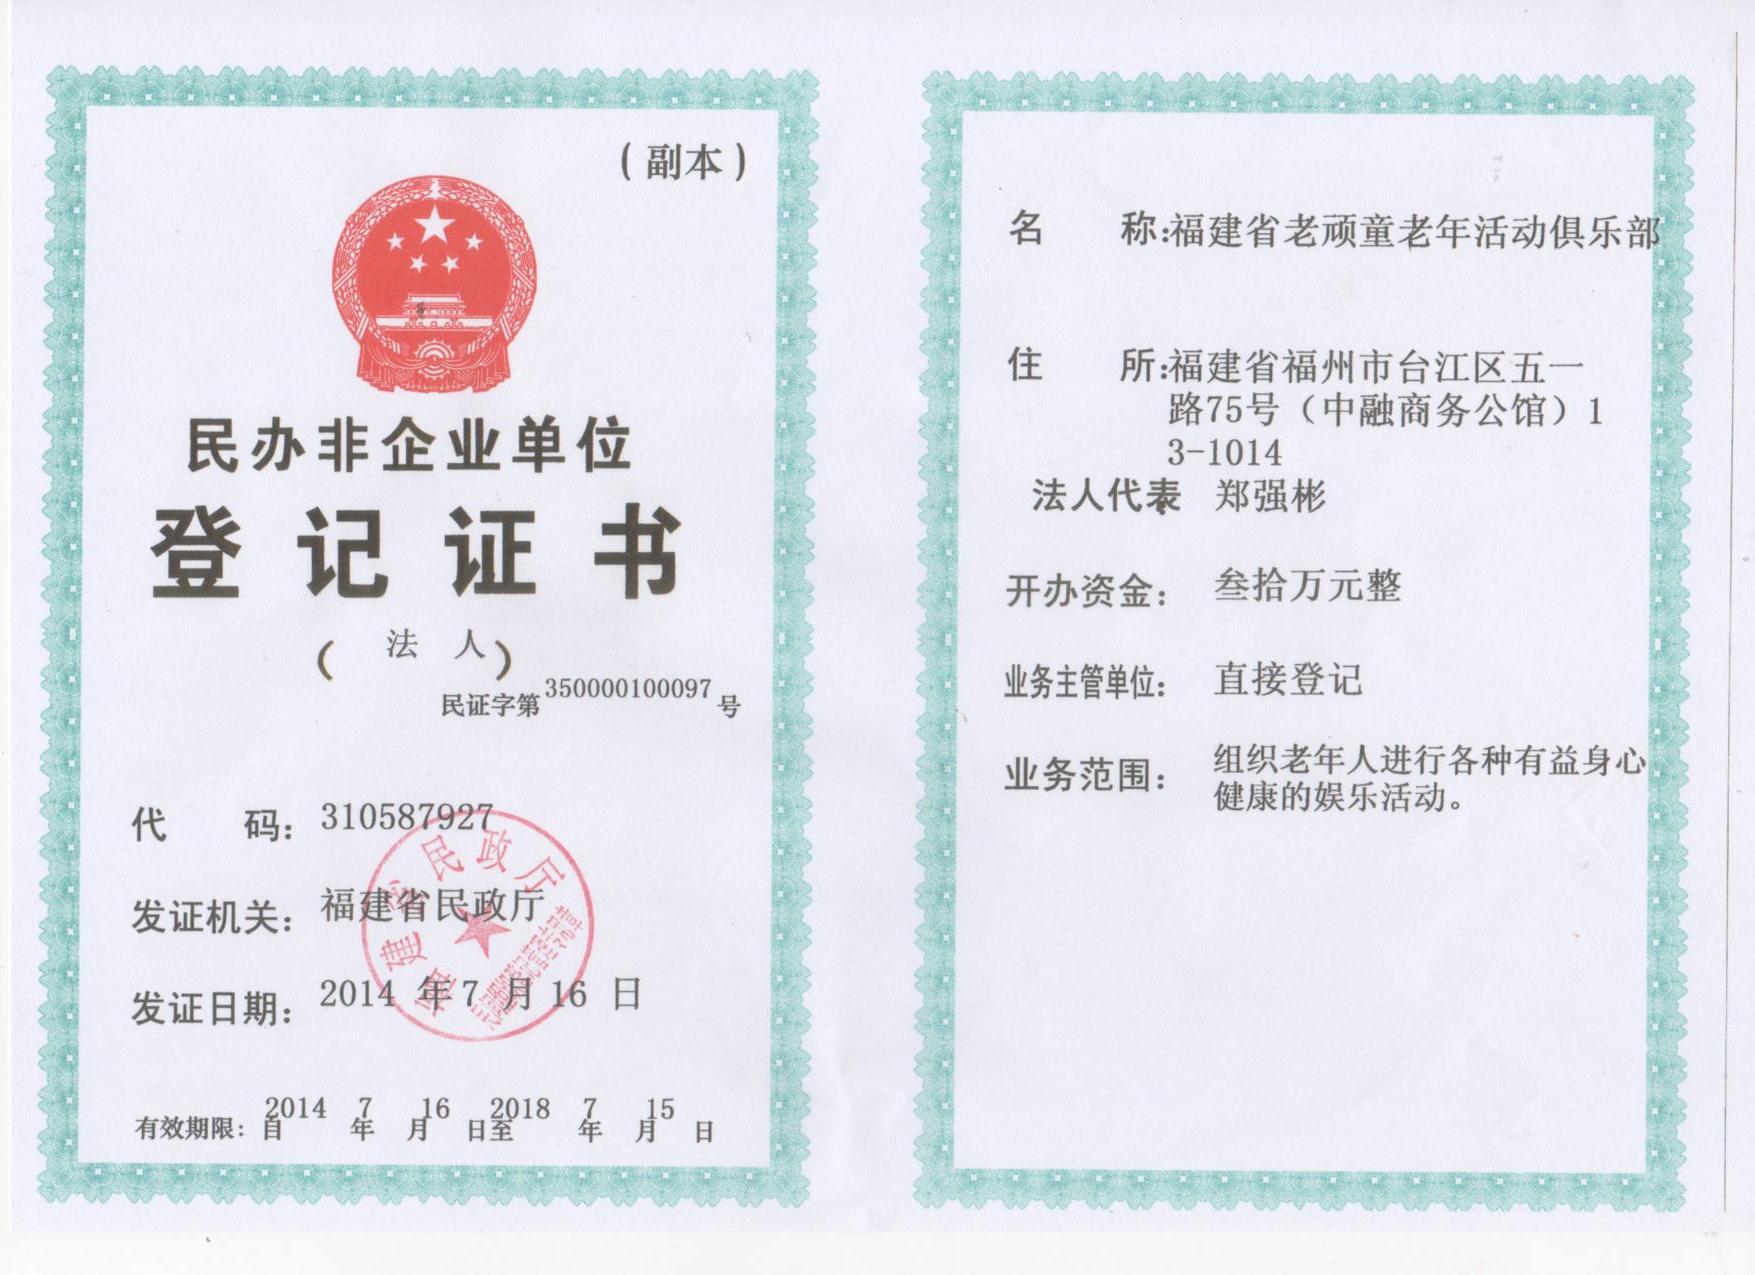 （副本）
民办非企业单位
登记证书
（法人）
民证字第350000100097号
代码：310587927
发证机关：福建省民政厅
发证日期：2014年7月16日
有效期限：自2014年7月16日至2018年7月15日
福建省民政厅
名称:福建省老顽童老年活动俱乐部
住所:福建省福州市台江区五一
路75号（中融商务公馆）1
3-1014
法人代表 郑强彬
开办资金：叁拾万元整
业务主管单位：直接登记
业务范围：组织老年人进行各种有益身心
健康的娱乐活动。